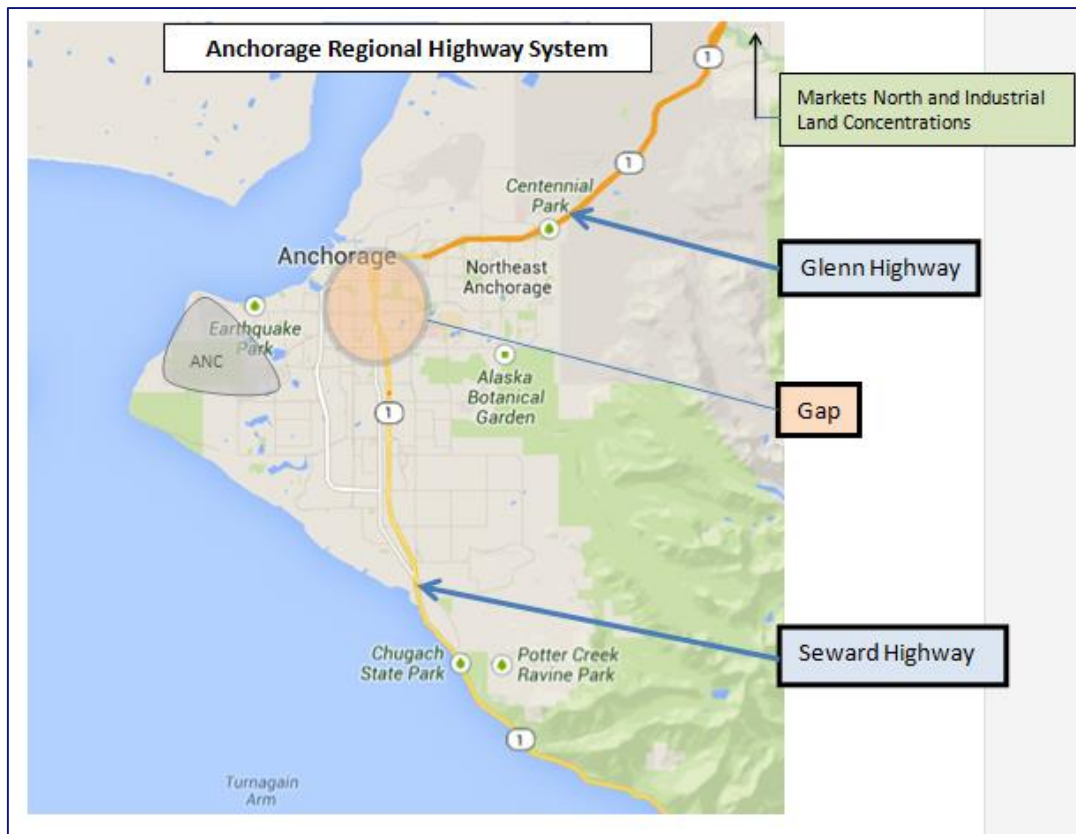 Anchorage Regional Highway System
1
Markets North and Industrial
Land Concentrations
1
Centennial
Park
Glenn Highway
Anchorage
Northeast
Anchorage
Earthquake
Park
ANC
Alaska
Botanical
Garden
1
Gap
Seward Highway
Chugach
State Park
Potter Creek
Ravine Park
1
Turnagain
Arm